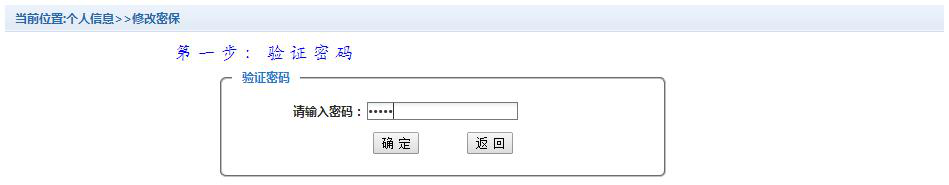 当前位置:个人信息>>修改密保
第一步：验证密码
验证密码
请输入密码：•••••
确 定 返 回